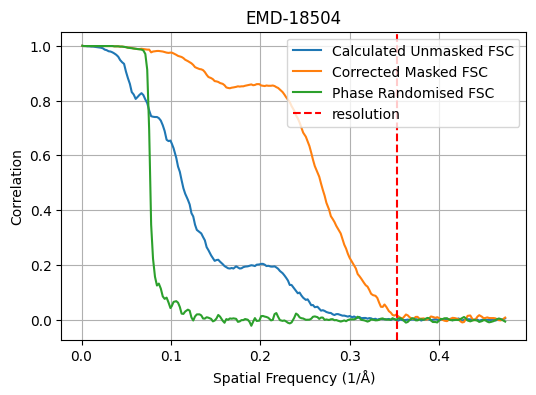 EMD-18504
Calculated Unmasked FSC
Corrected Masked FSC
Phase Randomised FSC
resolution
Correlation
1.0
0.8
0.6
0.4
0.2
0.0
0.0 0.1 0.2 0.3 0.4
Spatial Frequency (1/Å)